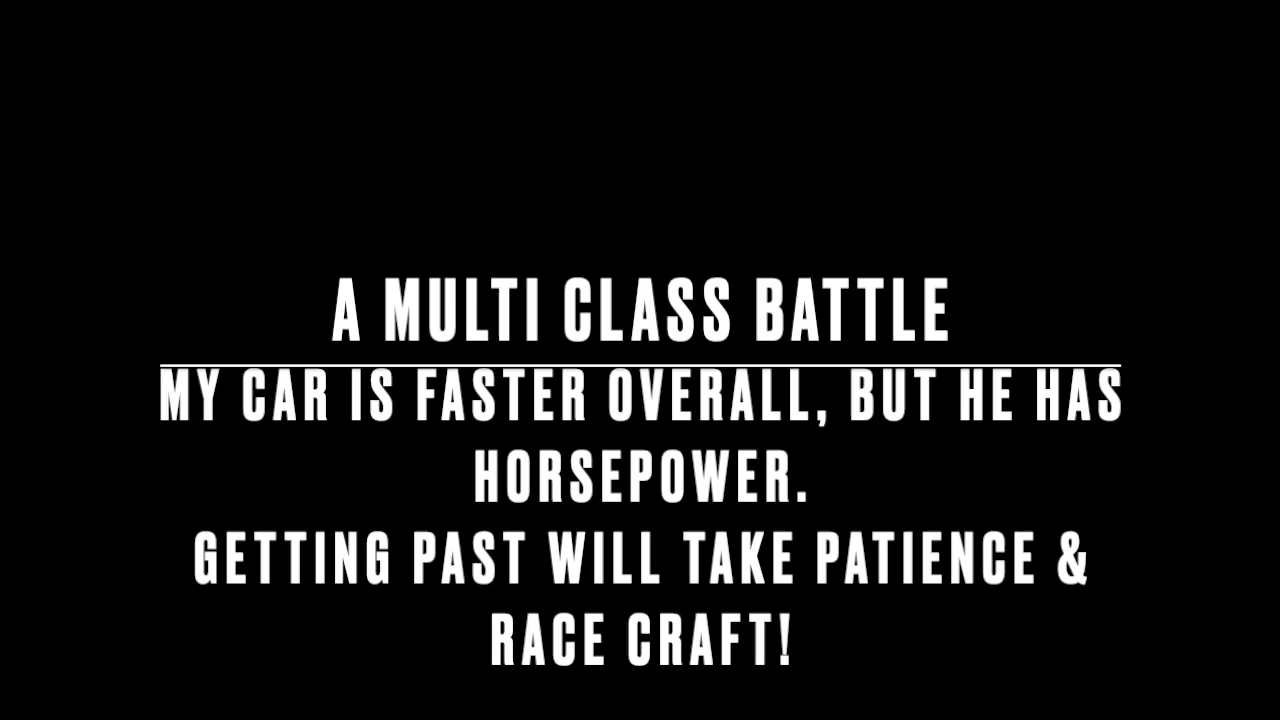 A MULTI CLASS BATTLE
MY CAR IS FASTER OVERALL, BUT HE HAS
HORSEPOWER.
GETTING PAST WILL TAKE PATIENCE &
RACE CRAFT!